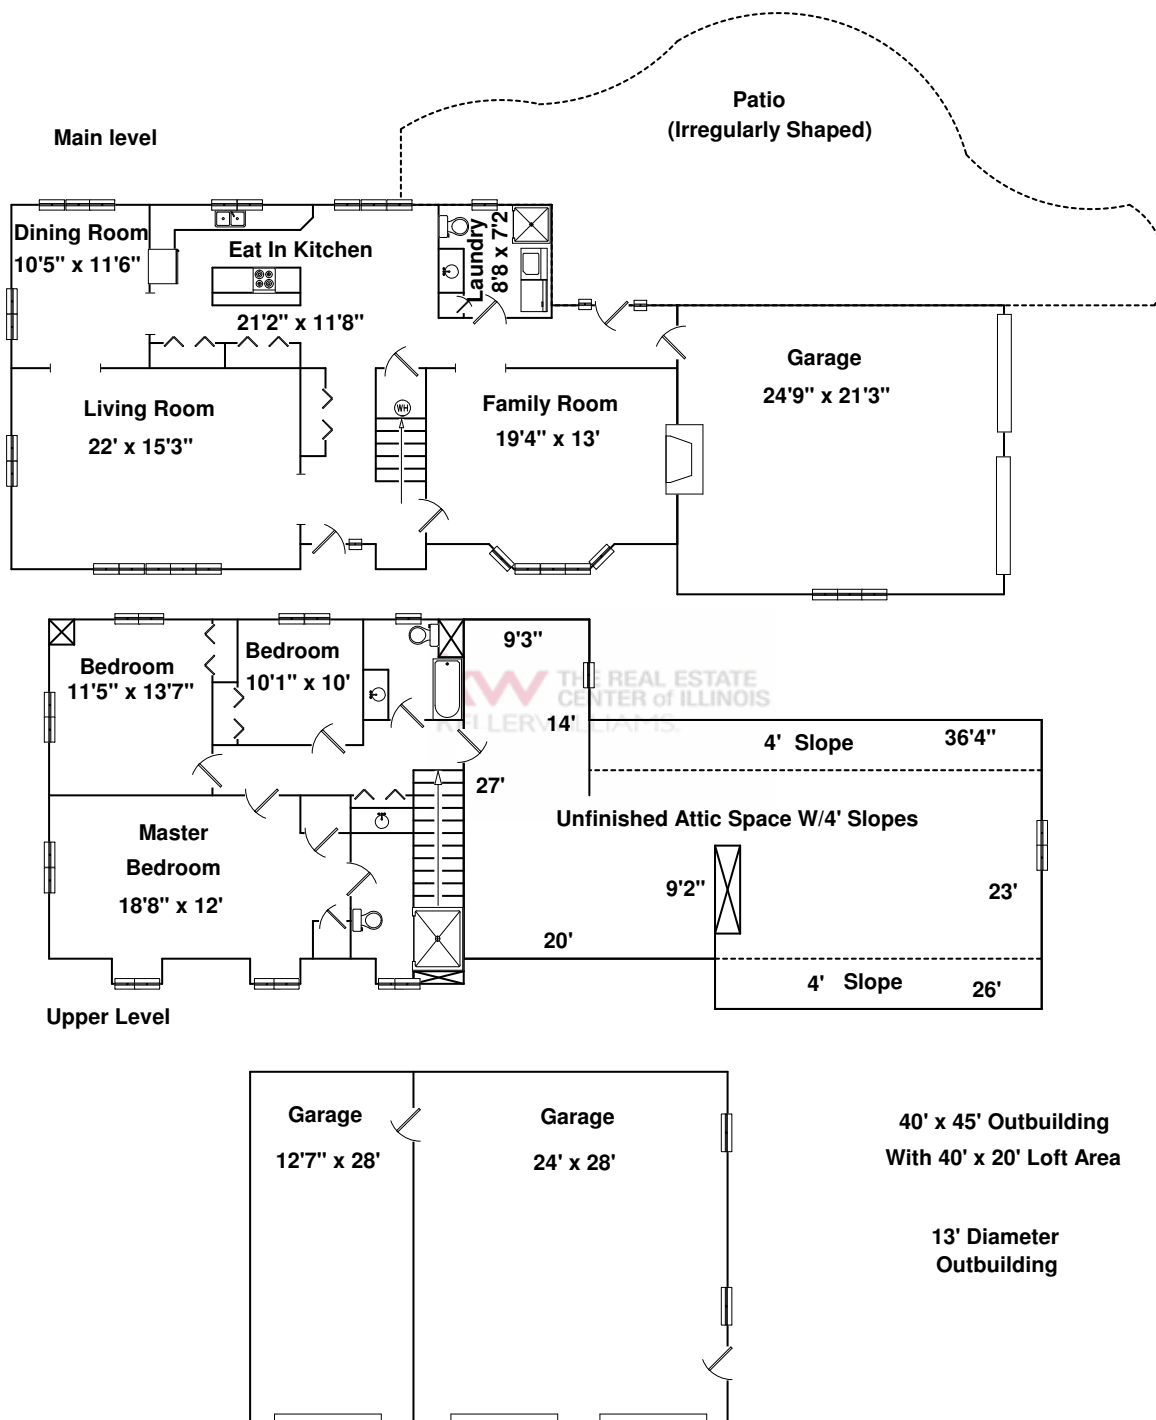 Patio
(Irregularly Shaped)
Main level
Dining Room
10'5" x 11'6"
Eat In Kitchen
21'2" x 11'8"
Laundry
8'8 x 7'2
Living Room
22' x 15'3"
WH
Family Room
19'4" x 13'
Garage
24'9" x 21'3"
Bedroom
11'5" x 13'7"
Bedroom
10'1" x 10'
9'3"
THE REAL ESTATE
CENTER of ILLINOIS
KELLERWILLIAMS.
14'
27'
4' Slope
36'4"
Unfinished Attic Space W/4' Slopes
Master
Bedroom
18'8" x 12'
9'2"
23'
20'
4' Slope
26'
Upper Level
Garage
12'7" x 28'
Garage
24' x 28'
40' x 45' Outbuilding
With 40' x 20' Loft Area
13' Diameter
Outbuilding